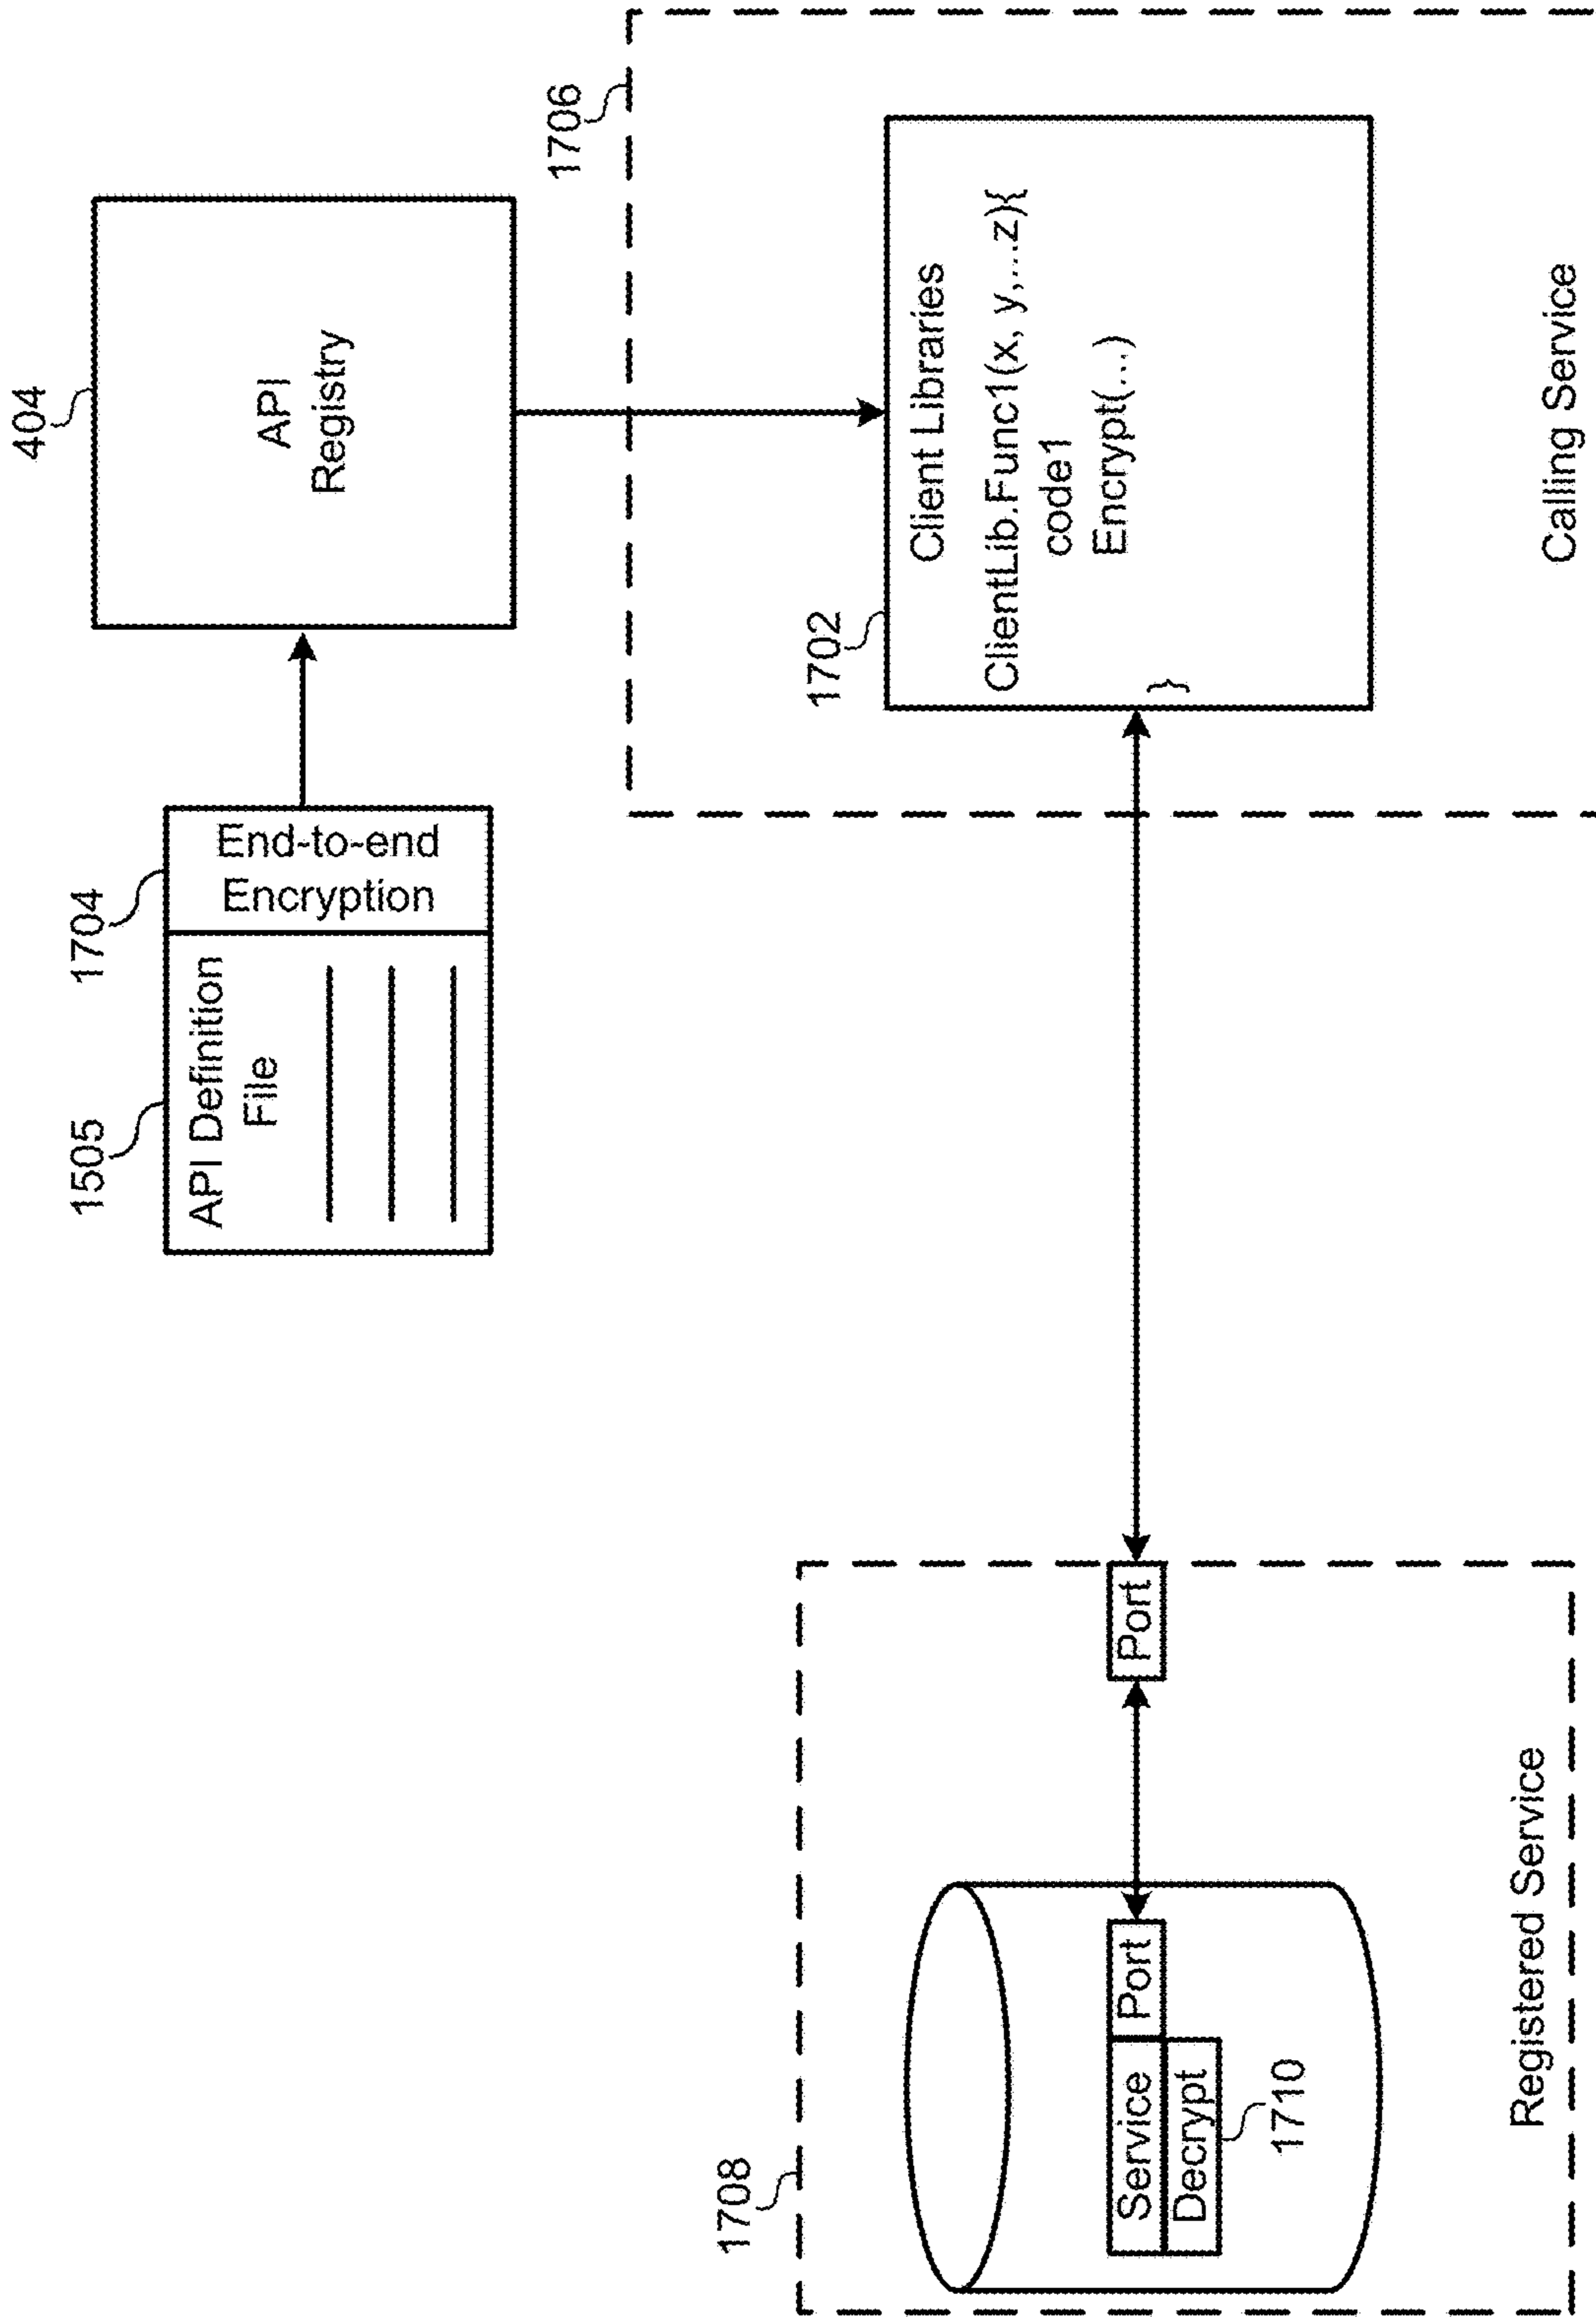 404
API
Registry
1704
End-to-end
Encryption
1505
API Definition
File
1706
1702
Client Libraries
ClientLib.Func1(x, y,...z){
code1
Encrypt(...)
}
Calling Service
1708
Port
Service
Port
Decrypt
1710
Registered Service